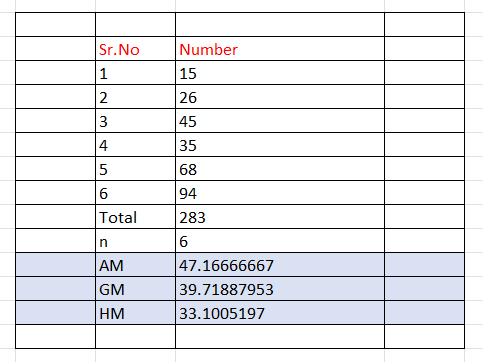 Sr.No Number
1 15
2 26
3 45
4 35
5 68
6 94
Total 283
n 6
AM 47.16666667
GM 39.71887953
HM 33.1005197